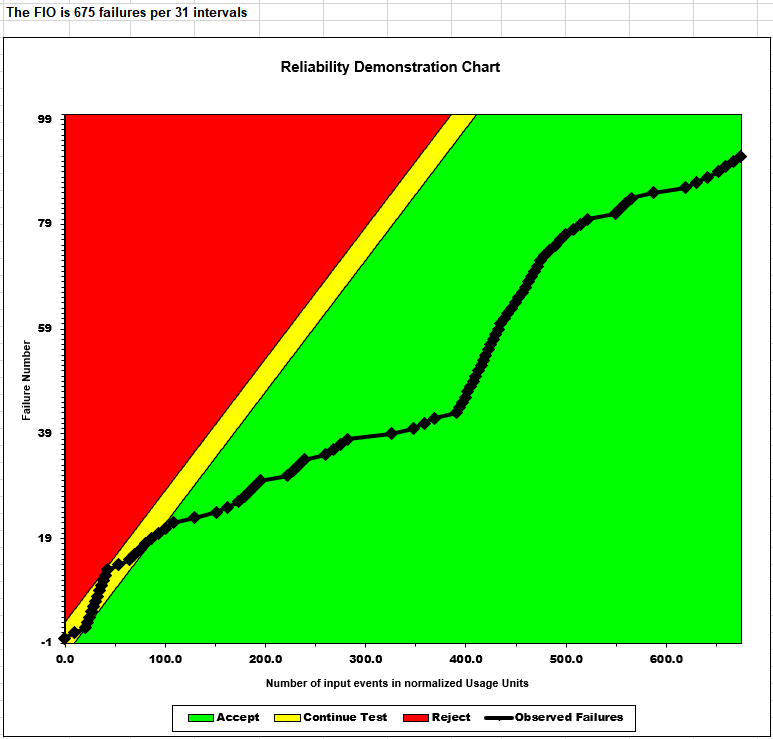 The FIO is 675 failures per 31 intervals
Reliability Demonstration Chart
99
79
59
39
19
-1
Failure Number
0.0 100.0 200.0 300.0 400.0 500.0 600.0
Number of input events in normalized Usage Units
Accept Continue Test Reject Observed Failures